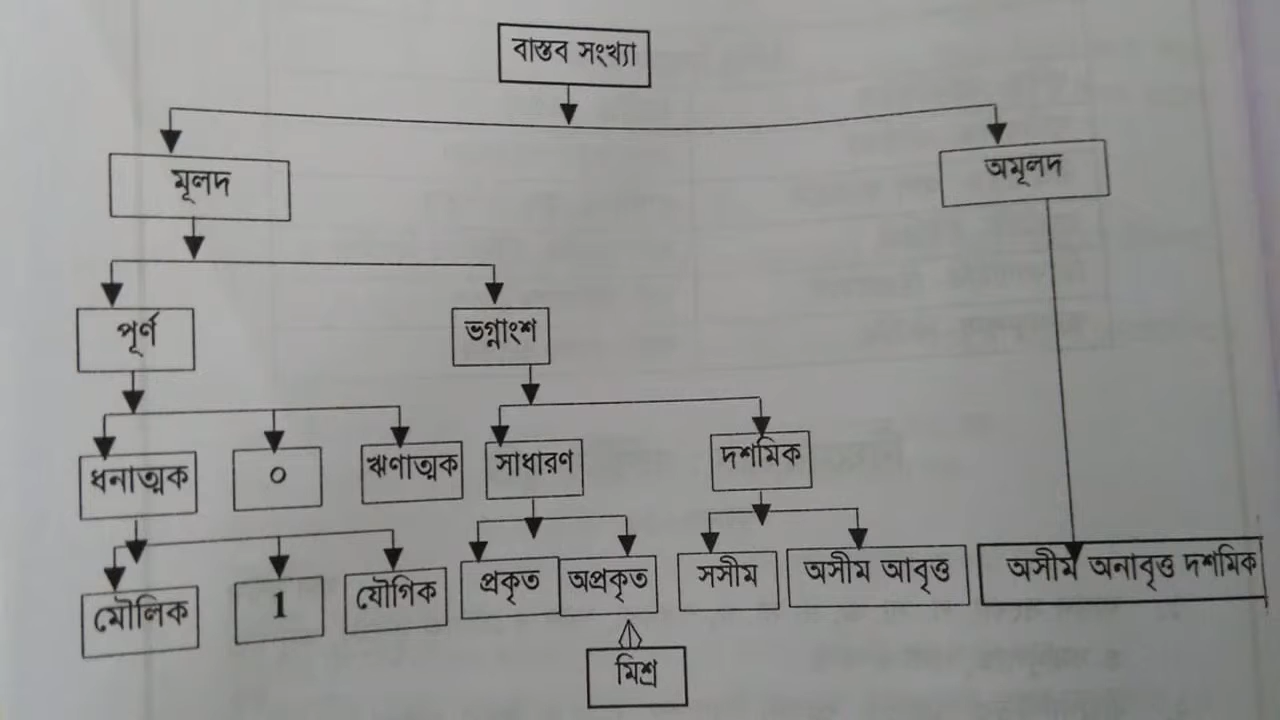 বাস্তব সংখ্যা
মূলদ
অমূলদ
পূর্ণ
ভগ্নাংশ
ধনাত্মক
০
ঋণাত্মক
সাধারণ
দশমিক
মৌলিক
1
যৌগিক
প্রকৃত
অপ্রকৃত
সসীম
অসীম আবৃত্ত
অসীম অনাবৃত্ত দশমিক
মিশ্র